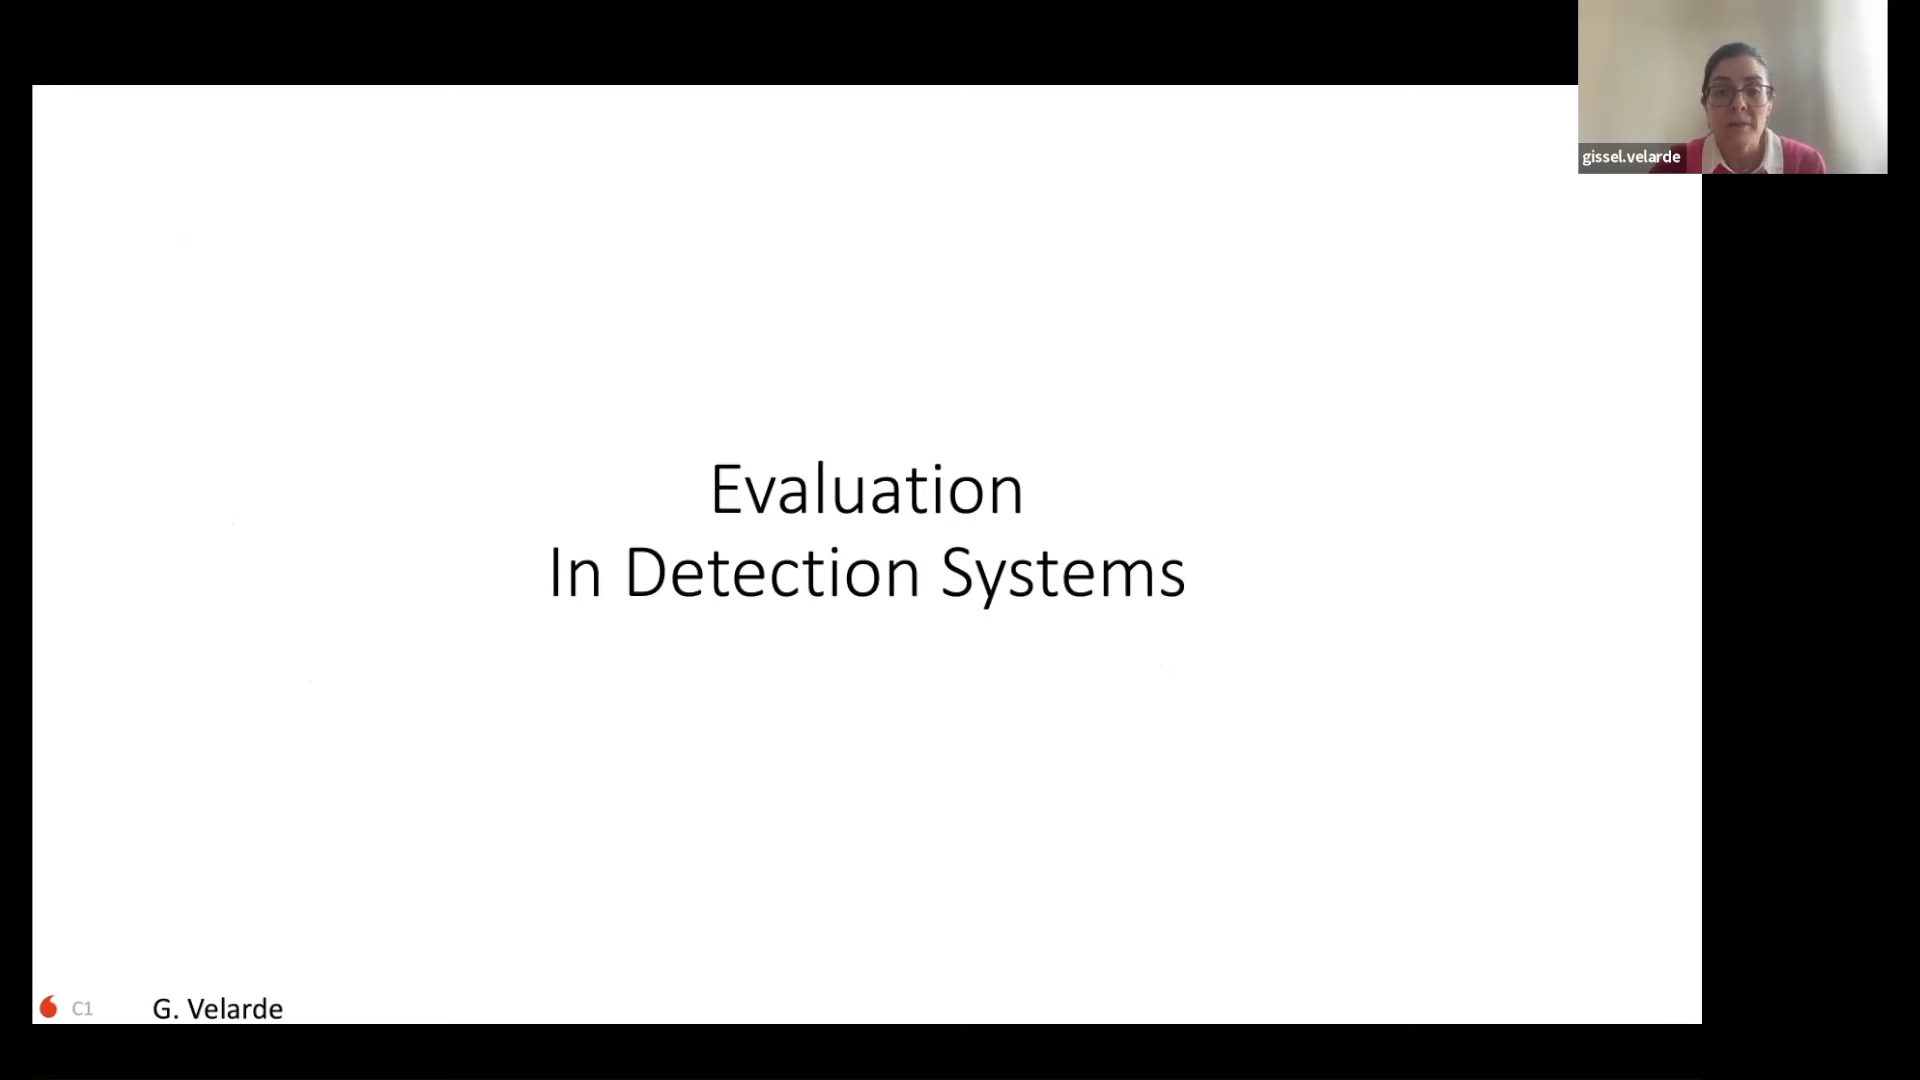 gissel.velarde
Evaluation
In Detection Systems
C1
G. Velarde